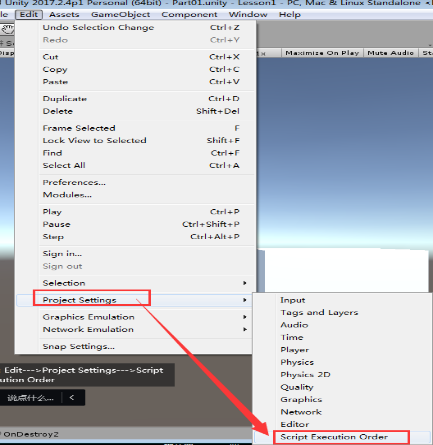 Unity 2017.2.4p1 Personal (64bit) - Part01.unity - Lesson1 - PC, Mac & Linux Standalone
Edit Assets GameObject Component Window Help
Maximize On Play Mute Audio
Undo Selection Change Ctrl+Z
Redo Ctrl+Y
Cut Ctrl+X
Copy Ctrl+C
Paste Ctrl+V
Duplicate Ctrl+D
Delete Shift+Del
Frame Selected F
Lock View to Selected Shift+F
Find Ctrl+F
Select All Ctrl+A
Preferences...
Modules...
Play Ctrl+P
Pause Ctrl+Shift+P
Step Ctrl+Alt+P
Sign in...
Sign out
Selection
Project Settings
Graphics Emulation
Network Emulation
Snap Settings...
Input
Tags and Layers
Audio
Time
Player
Physics
Physics 2D
Quality
Graphics
Network
Editor
Script Execution Order
Edit--->Project Settings--->Script
ution Order
说点什么... <
OnDestroy2